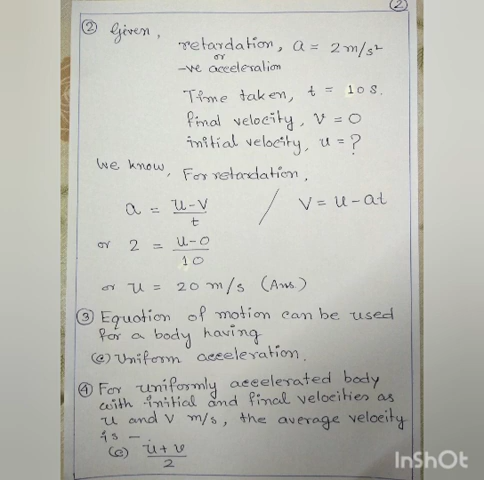 ②
② Given,
retardation, a = 2 m/s²
or
-ve acceleration
Time taken, t = 10 s.
final velocity, v = 0
initial velocity, u = ?
We know, For retardation,
a = \frac{u-v}{t} / V = u - at
or 2 = \frac{u-0}{10}
or u = 20 m/s (Ans.)
③ Equation of motion can be used
for a body having
(c) Uniform acceleration.
④ For uniformly accelerated body
with initial and final velocities as
u and v m/s, the average velocity
is -.
(c) \frac{u+v}{2}
InShOt